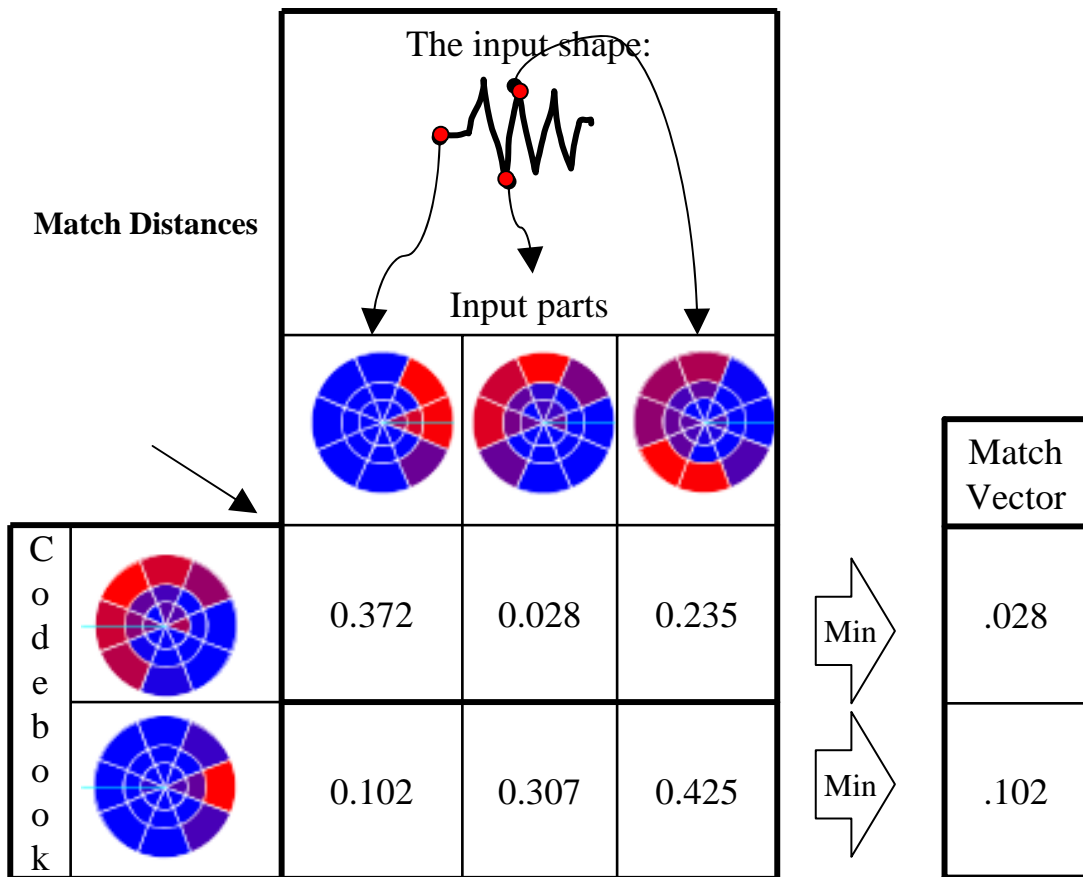 The input shape:
Match Distances
Input parts
Match
Vector
Codebook
0.372 0.028 0.235
Min
.028
0.102 0.307 0.425
Min
.102